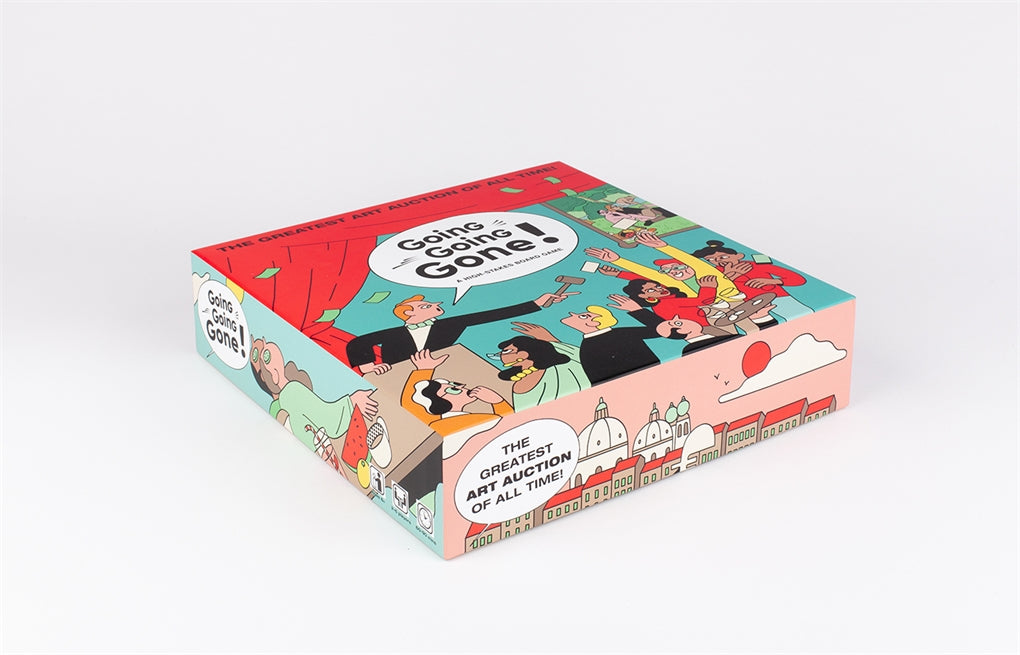 THE GREATEST ART AUCTION OF ALL TIME!
Going
Going
Gone!
A HIGH-STAKES BOARD GAME
Going
Going
Gone!
THE
GREATEST
ART AUCTION
OF ALL TIME!